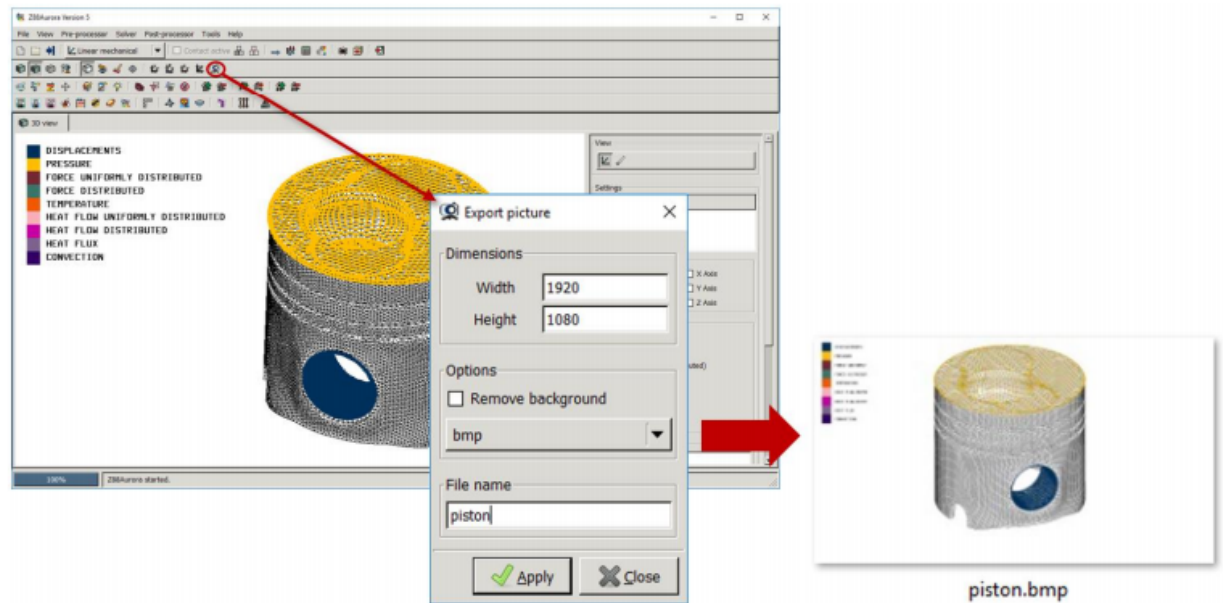 Z88Aurora Version 5
File View Pre-processor Solver Post-processor Tools Help
Linear mechanical Contact active
3D view
DISPLACEMENTS
PRESSURE
FORCE UNIFORMLY DISTRIBUTED
FORCE DISTRIBUTED
TEMPERATURE
HEAT FLOW UNIFORMLY DISTRIBUTED
HEAT FLOW DISTRIBUTED
HEAT FLUX
CONVECTION
View
Settings
X Axis
Y Axis
Z Axis
uted)
Export picture
Dimensions
Width 1920
Height 1080
Options
Remove background
bmp
File name
piston
Apply Close
100% Z88Aurora started.
piston.bmp